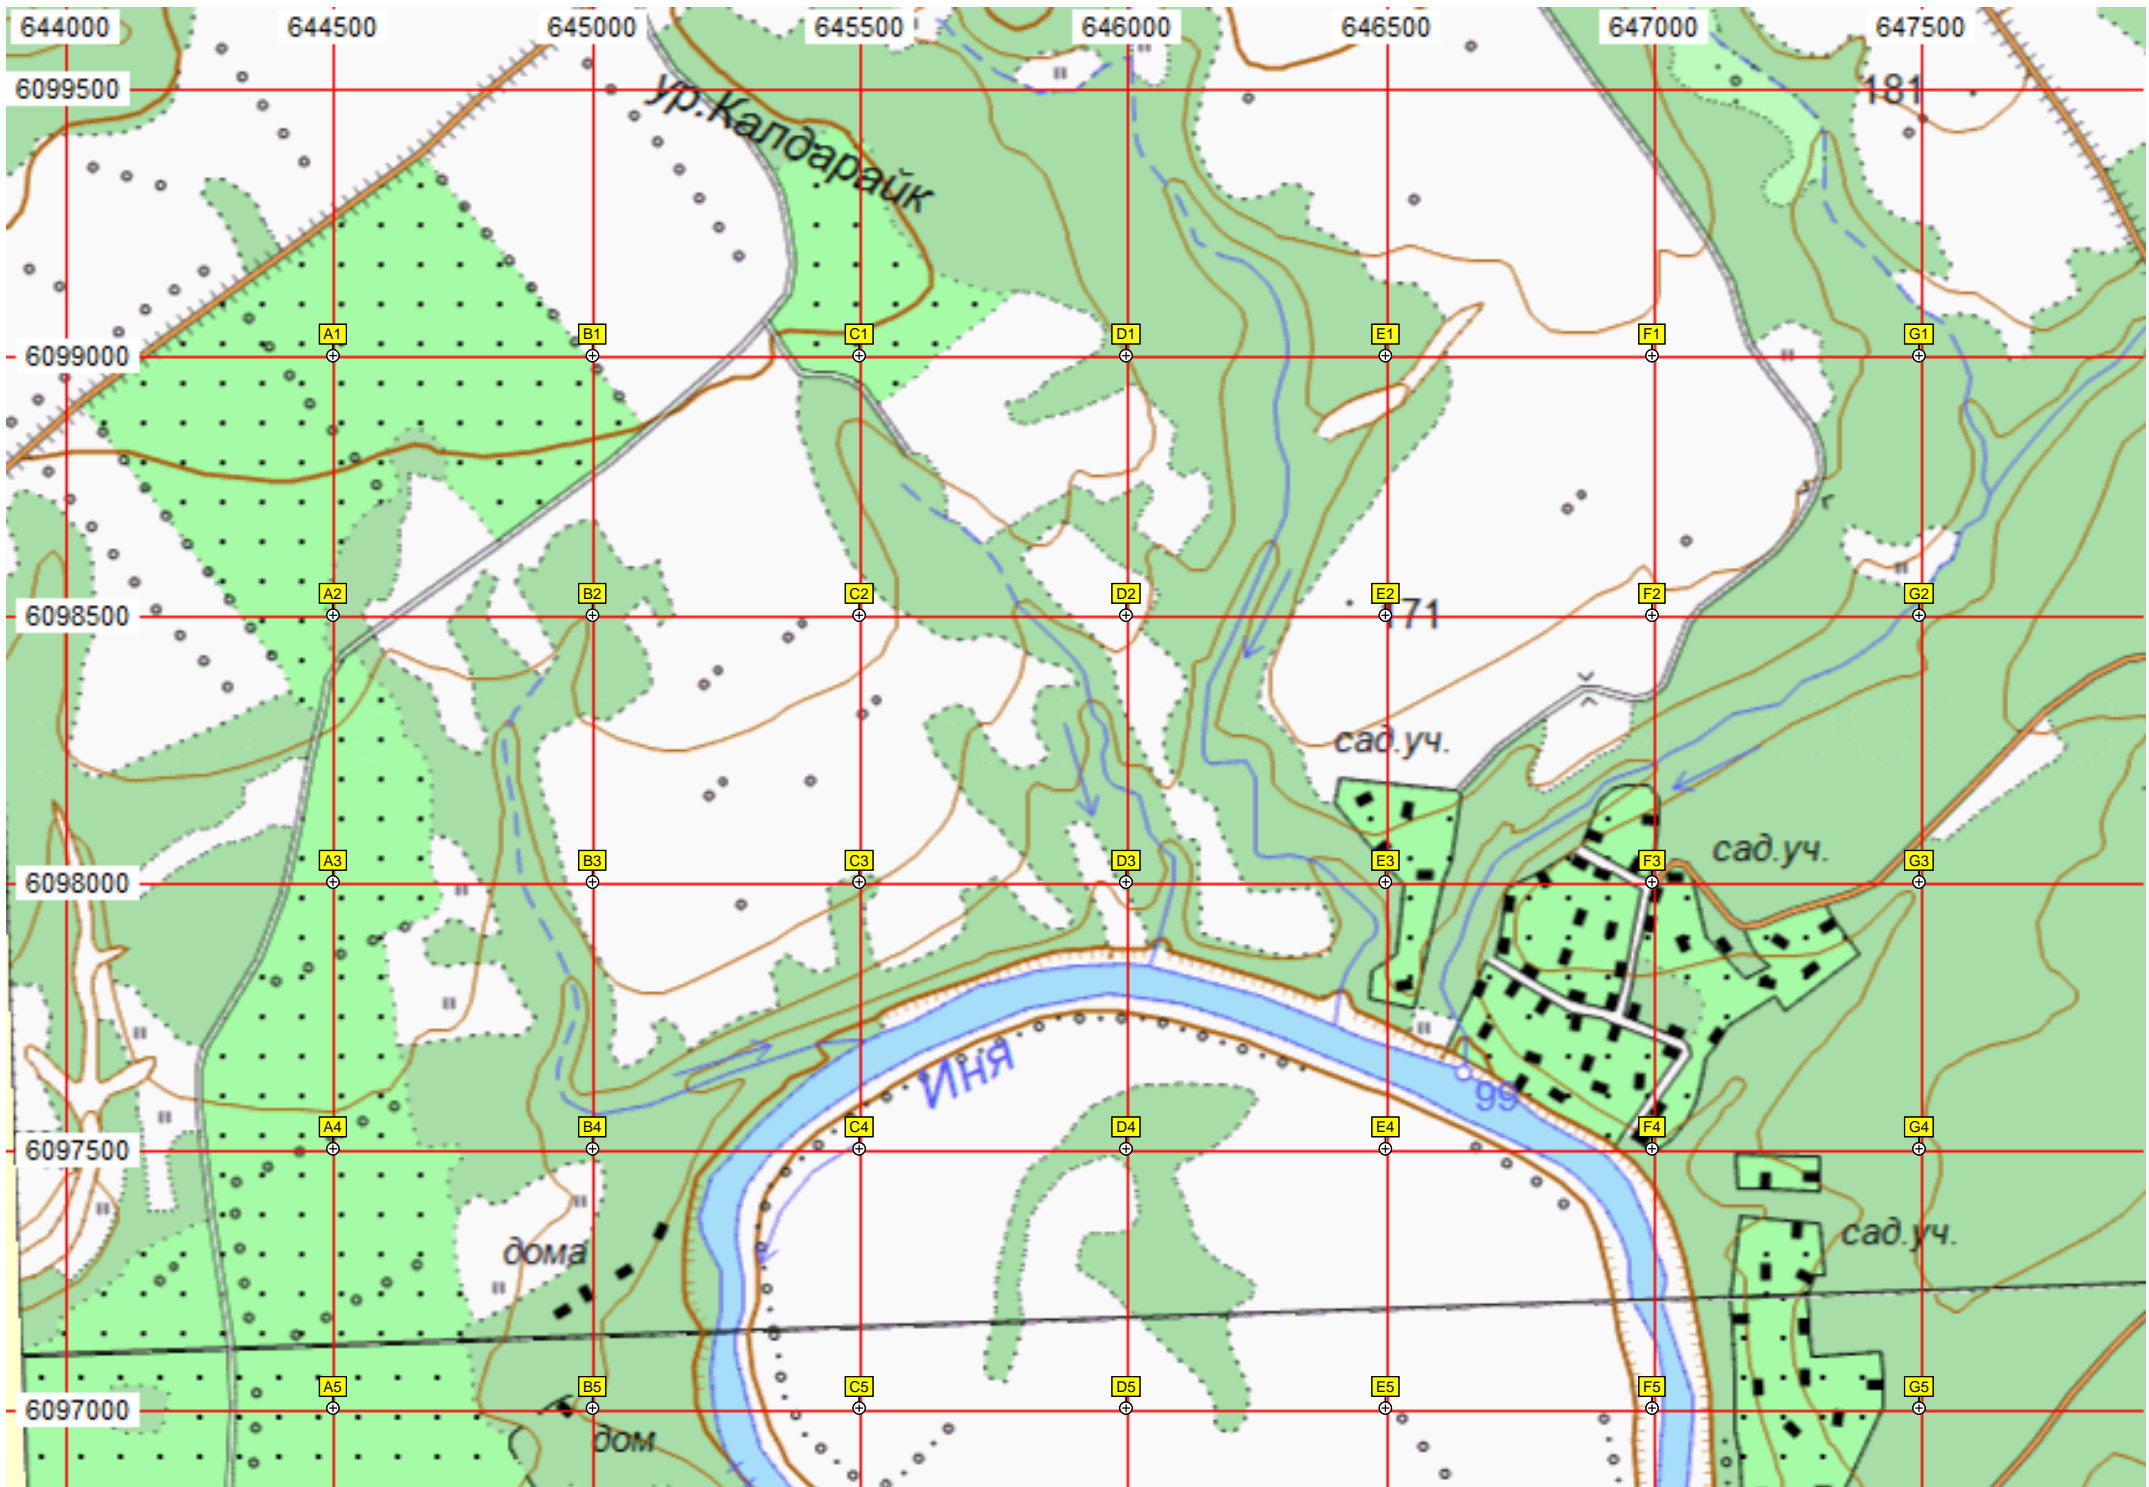 644000 644500 645000 645500 646000 646500 647000 647500
6099500
ур.Калдарайк
181
A1 B1 C1 D1 E1 F1 G1
6099000
A2 B2 C2 D2 E2 F2 G2
6098500
171
сад.уч.
сад.уч.
A3 B3 C3 D3 E3 F3 G3
6098000
Иня
99
A4 B4 C4 D4 E4 F4 G4
6097500
дома
сад.уч.
A5 B5 C5 D5 E5 F5 G5
6097000
дом